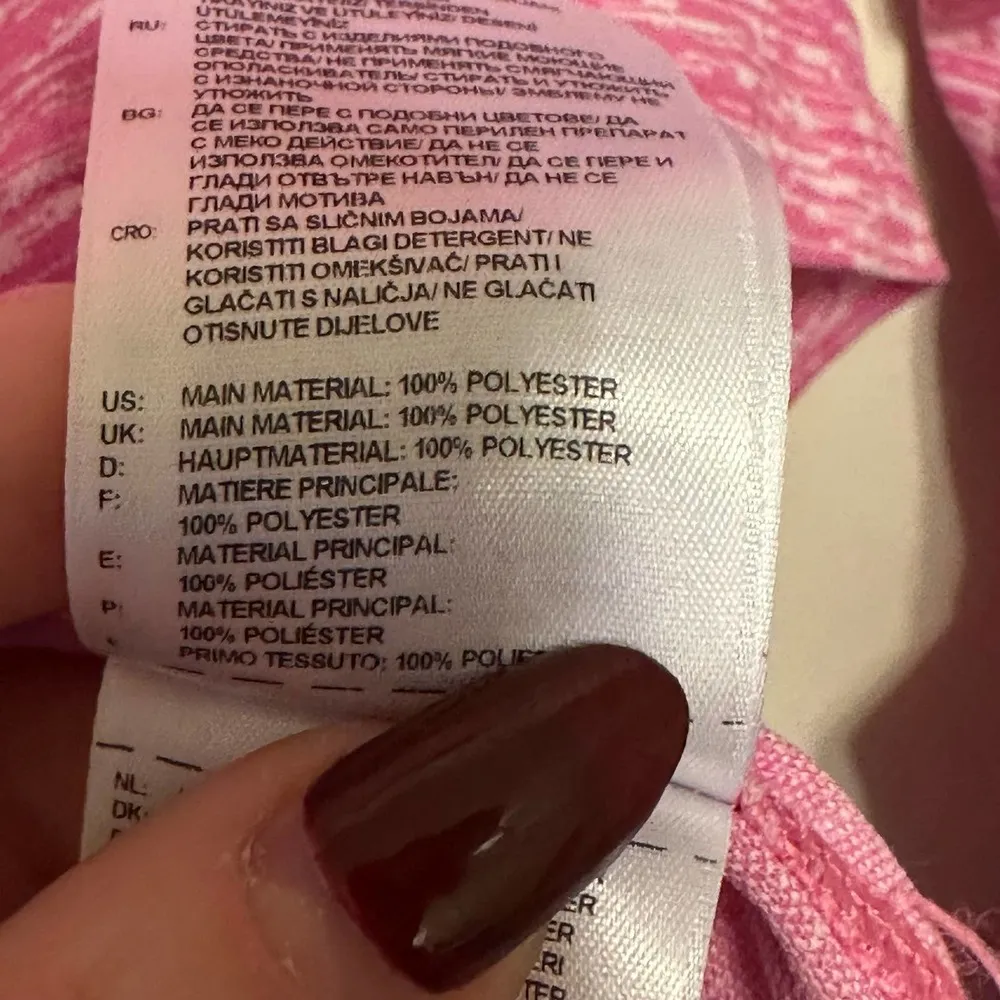 UTULEMEYINIZ
RU: СТИРАТЬ С ИЗДЕЛИЯМИ ПОДОБНОГО
ЦВЕТА/ ПРИМЕНЯТЬ МЯГКИЕ МОЮЩИЕ
СРЕДСТВА/ НЕ ПРИМЕНЯТЬ СМЯГЧАЮЩИЙ
ОПОЛАСКИВАТЕЛЬ/ СТИРАТЬ И УТЮЖИТЬ
С ИЗНАНОЧНОЙ СТОРОНЫ/ ЭМБЛЕМУ НЕ
УТЮЖИТЬ
BG: ДА СЕ ПЕРЕ С ПОДОБНИ ЦВЕТОВЕ/ ДА
СЕ ИЗПОЛЗВА САМО ПЕРИЛЕН ПРЕПАРАТ
С МЕКО ДЕЙСТВИЕ/ ДА НЕ СЕ
ИЗПОЛЗВА ОМЕКОТИТЕЛ/ ДА СЕ ПЕРЕ И
ГЛАДИ ОТВЪТРЕ НАВЪН/ ДА НЕ СЕ
ГЛАДИ МОТИВА
CRO: PRATI SA SLIČNIM BOJAMA/
KORISTITI BLAGI DETERGENT/ NE
KORISTITI OMEKŠIVAČ/ PRATI I
GLAČATI S NALIČJA/ NE GLAČATI
OTISNUTE DIJELOVE
US: MAIN MATERIAL: 100% POLYESTER
UK: MAIN MATERIAL: 100% POLYESTER
D: HAUPTMATERIAL: 100% POLYESTER
F: MATIERE PRINCIPALE:
100% POLYESTER
E: MATERIAL PRINCIPAL:
100% POLIÉSTER
P: MATERIAL PRINCIPAL:
100% POLIÉSTER
PRIMO TESSUTO: 100%
NL:
DK: